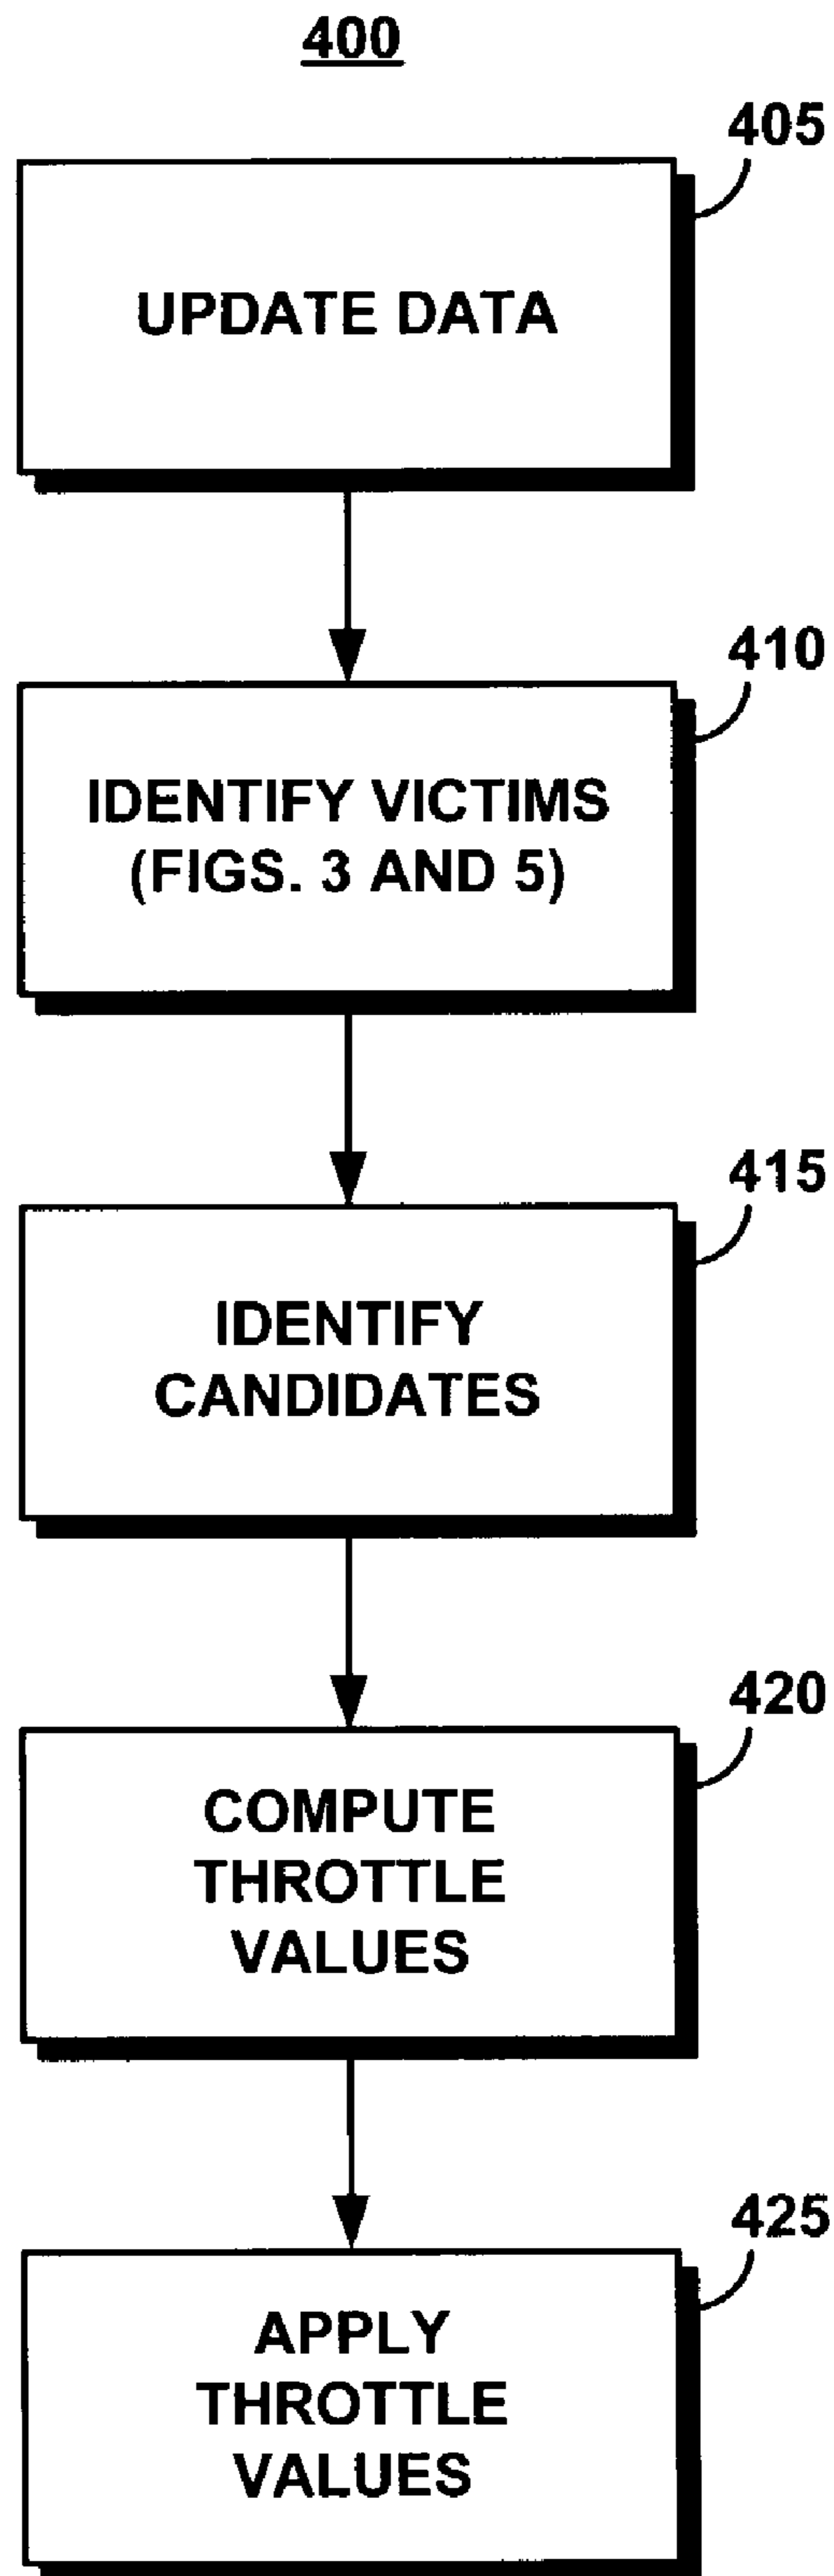 400
405
UPDATE DATA
410
IDENTIFY VICTIMS
(FIGS. 3 AND 5)
415
IDENTIFY
CANDIDATES
420
COMPUTE
THROTTLE
VALUES
425
APPLY
THROTTLE
VALUES